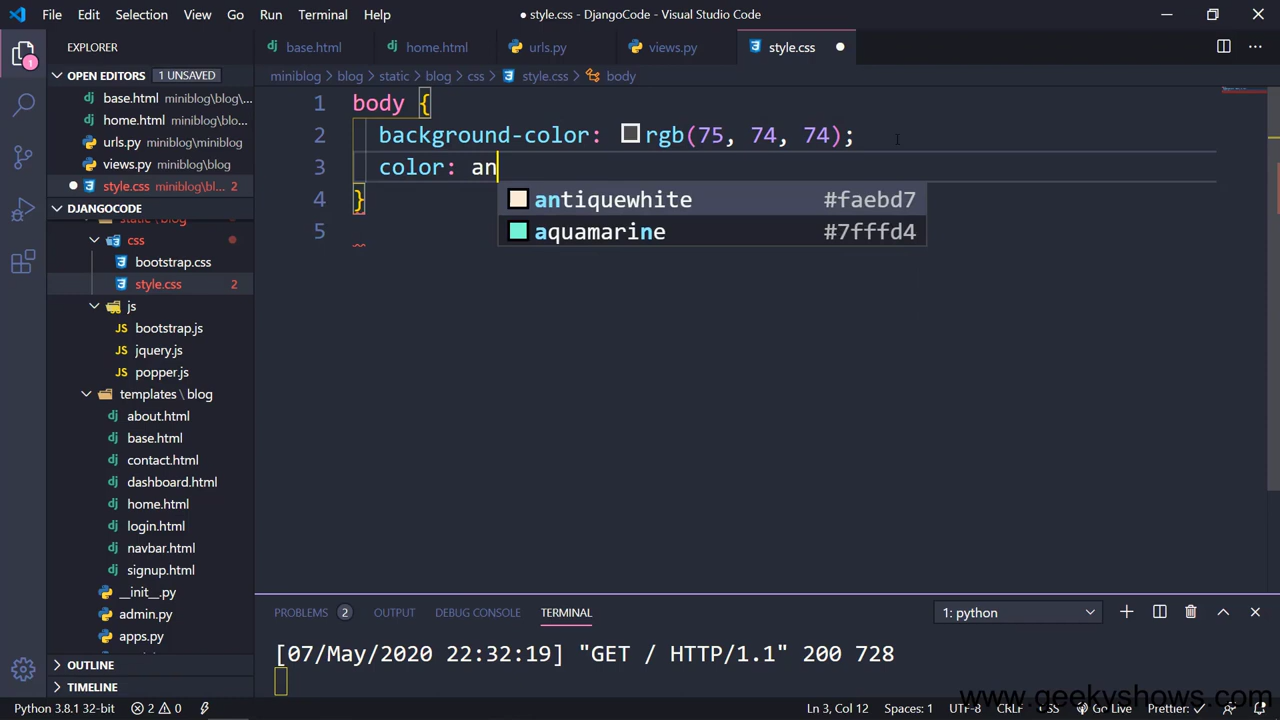 File Edit Selection View Go Run Terminal Help
● style.css - DjangoCode - Visual Studio Code
EXPLORER
base.html home.html urls.py views.py style.css
OPEN EDITORS 1 UNSAVED
miniblog > blog > static > blog > css > style.css > body
base.html miniblog\blog\...
home.html miniblog\blo...
urls.py miniblog\miniblog
views.py miniblog\blog
style.css miniblog\bl... 2
DJANGOCODE
static \ blog
css
bootstrap.css
style.css 2
js
bootstrap.js
jquery.js
popper.js
templates \ blog
about.html
base.html
contact.html
dashboard.html
home.html
login.html
navbar.html
signup.html
__init__.py
admin.py
apps.py
OUTLINE
TIMELINE
1 body {
2 background-color: rgb(75, 74, 74);
3 color: an
4 }
5
antiquewhite #faebd7
aquamarine #7fffd4
PROBLEMS 2 OUTPUT DEBUG CONSOLE TERMINAL 1: python
[07/May/2020 22:32:19] "GET / HTTP/1.1" 200 728
www.geekyshows.com
Python 3.8.1 32-bit 2 0 Ln 3, Col 12 Spaces: 1 UTF-8 CRLF CSS Go Live Prettier: ✓
1